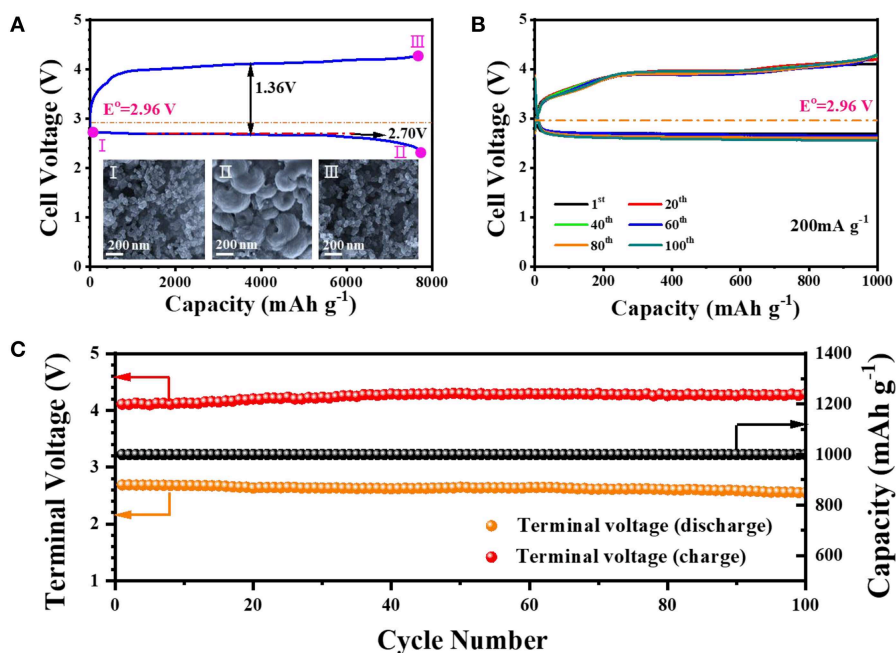 A
5
4
3
2
1
0
Cell Voltage (V)
III
1.36V
E°=2.96 V
I
2.70V
II
I
200 nm
II
200 nm
III
200 nm
0
1000
2000
3000
4000
5000
6000
7000
8000
Capacity (mAh g⁻¹)
B
5
4
3
2
1
0
Cell Voltage (V)
E°=2.96 V
1st
20th
40th
60th
80th
100th
200mA g⁻¹
0
200
400
600
800
1000
Capacity (mAh g⁻¹)
C
5
4
3
2
1
Terminal Voltage (V)
1400
1200
1000
800
600
Capacity (mAh g⁻¹)
Terminal voltage (discharge)
Terminal voltage (charge)
0
20
40
60
80
100
Cycle Number